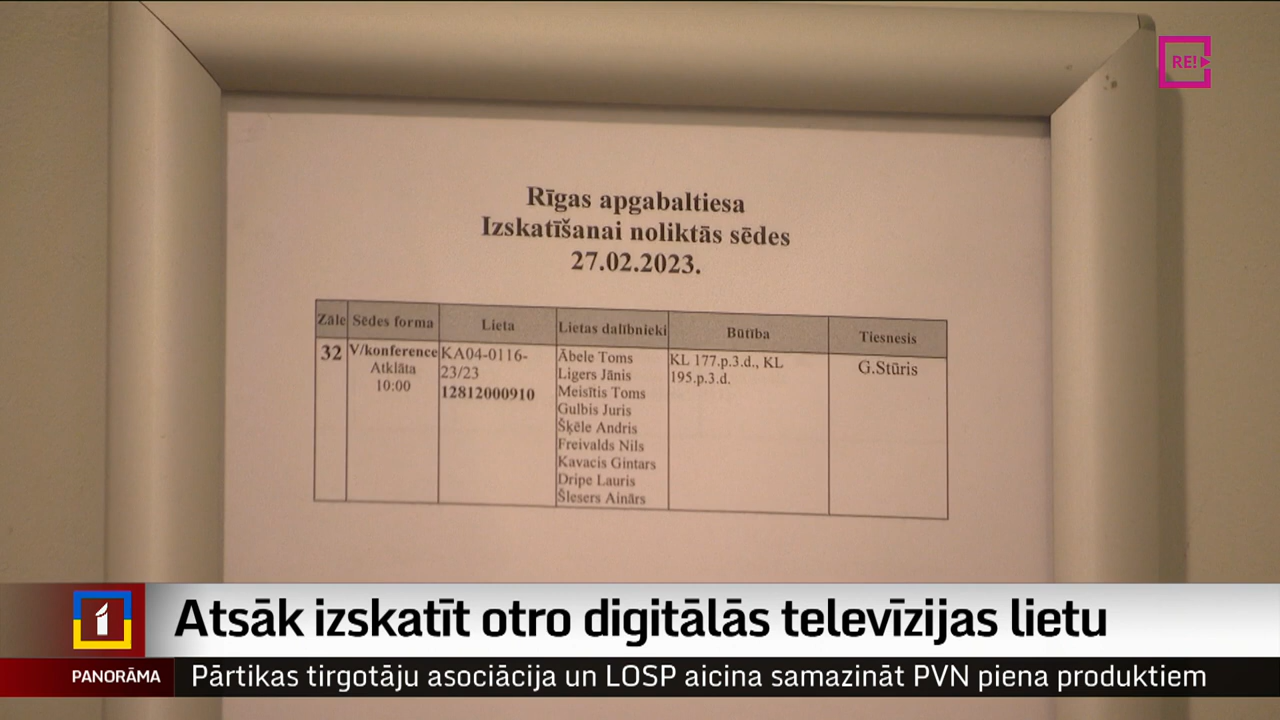 RE!
Rīgas apgabaltiesa
Izskatīšanai noliktās sēdes
27.02.2023.
Zāle Sēdes forma Lieta Lietas dalībnieki Būtība Tiesnesis
32 V/konference KA04-0116- Ābele Toms KL 177.p.3.d., KL G.Stūris
Atklāta 23/23 Ligers Jānis 195.p.3.d.
10:00 12812000910 Meisītis Toms
Gulbis Juris
Šķēle Andris
Freivalds Nils
Kavacis Gintars
Dripe Lauris
Šlesers Ainārs
1 Atsāk izskatīt otro digitālās televīzijas lietu
PANORĀMA Pārtikas tirgotāju asociācija un LOSP aicina samazināt PVN piena produktiem